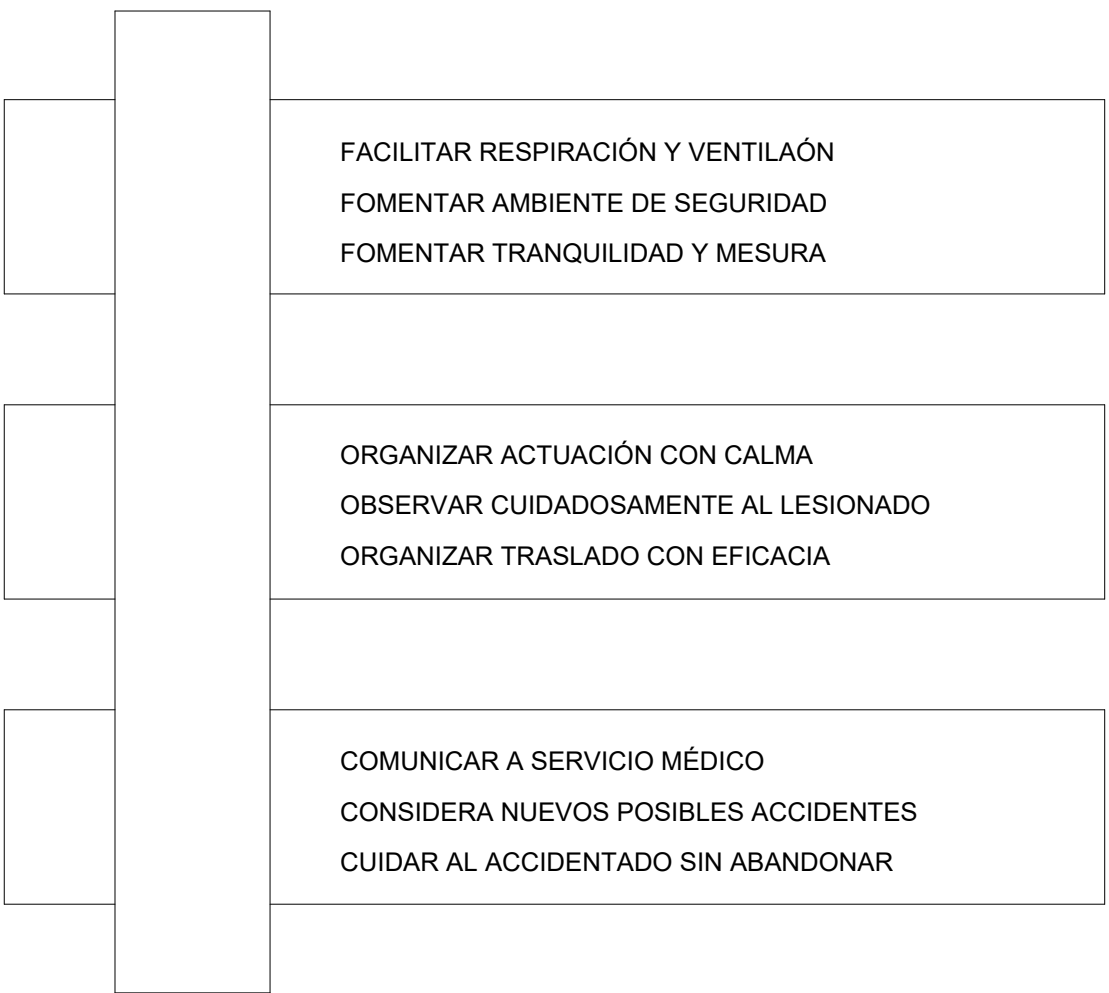 FACILITAR RESPIRACIÓN Y VENTILAÓN
FOMENTAR AMBIENTE DE SEGURIDAD
FOMENTAR TRANQUILIDAD Y MESURA
ORGANIZAR ACTUACIÓN CON CALMA
OBSERVAR CUIDADOSAMENTE AL LESIONADO
ORGANIZAR TRASLADO CON EFICACIA
COMUNICAR A SERVICIO MÉDICO
CONSIDERA NUEVOS POSIBLES ACCIDENTES
CUIDAR AL ACCIDENTADO SIN ABANDONAR